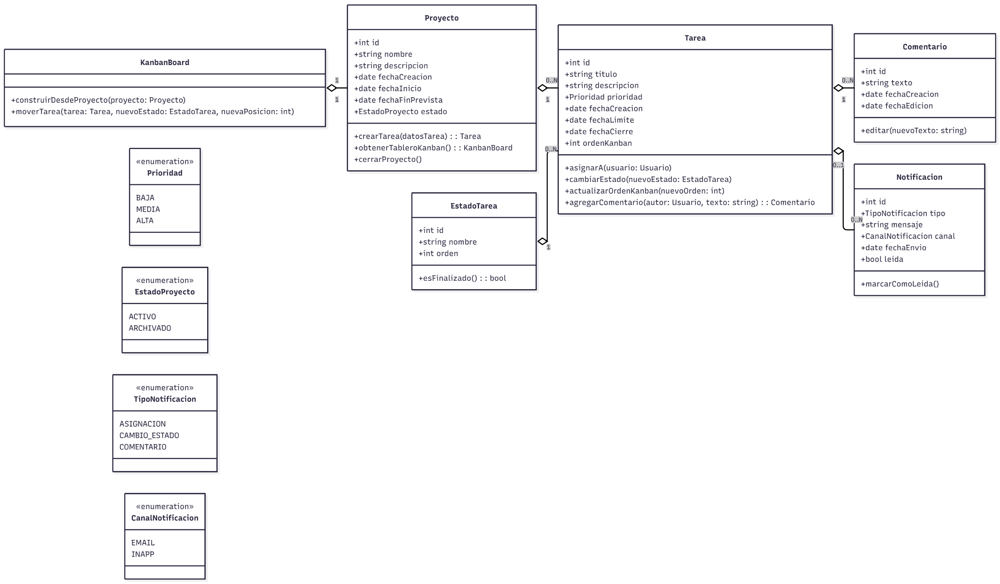 KanbanBoard
+construirDesdeProyecto(proyecto: Proyecto)
+moverTarea(tarea: Tarea, nuevoEstado: EstadoTarea, nuevaPosicion: int)
1
1
Proyecto
+int id
+string nombre
+string descripcion
+date fechaCreacion
+date fechaInicio
+date fechaFinPrevista
+EstadoProyecto estado
+crearTarea(datosTarea) : : Tarea
+obtenerTableroKanban() : : KanbanBoard
+cerrarProyecto()
0..N
1
Tarea
+int id
+string titulo
+string descripcion
+Prioridad prioridad
+date fechaCreacion
+date fechaLimite
+date fechaCierre
+int ordenKanban
+asignarA(usuario: Usuario)
+cambiarEstado(nuevoEstado: EstadoTarea)
+actualizarOrdenKanban(nuevoOrden: int)
+agregarComentario(autor: Usuario, texto: string) : : Comentario
0..N
1
Comentario
+int id
+string texto
+date fechaCreacion
+date fechaEdicion
+editar(nuevoTexto: string)
0..N
1
EstadoTarea
+int id
+string nombre
+int orden
+esFinalizado() : : bool
0..1
0..N
Notificacion
+int id
+TipoNotificacion tipo
+string mensaje
+CanalNotificacion canal
+date fechaEnvio
+bool leida
+marcarComoLeida()
«enumeration»
Prioridad
BAJA
MEDIA
ALTA
«enumeration»
EstadoProyecto
ACTIVO
ARCHIVADO
«enumeration»
TipoNotificacion
ASIGNACION
CAMBIO_ESTADO
COMENTARIO
«enumeration»
CanalNotificacion
EMAIL
INAPP